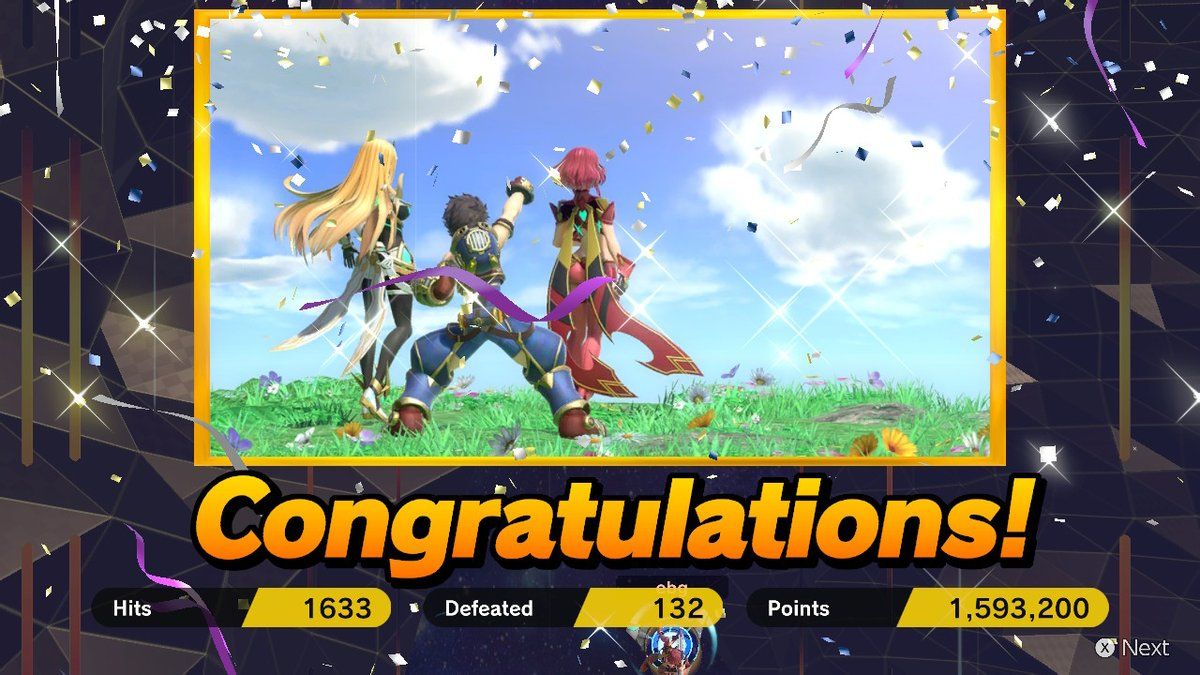 Congratulations!
Hits 1633
Defeated 132
Points 1,593,200
X Next